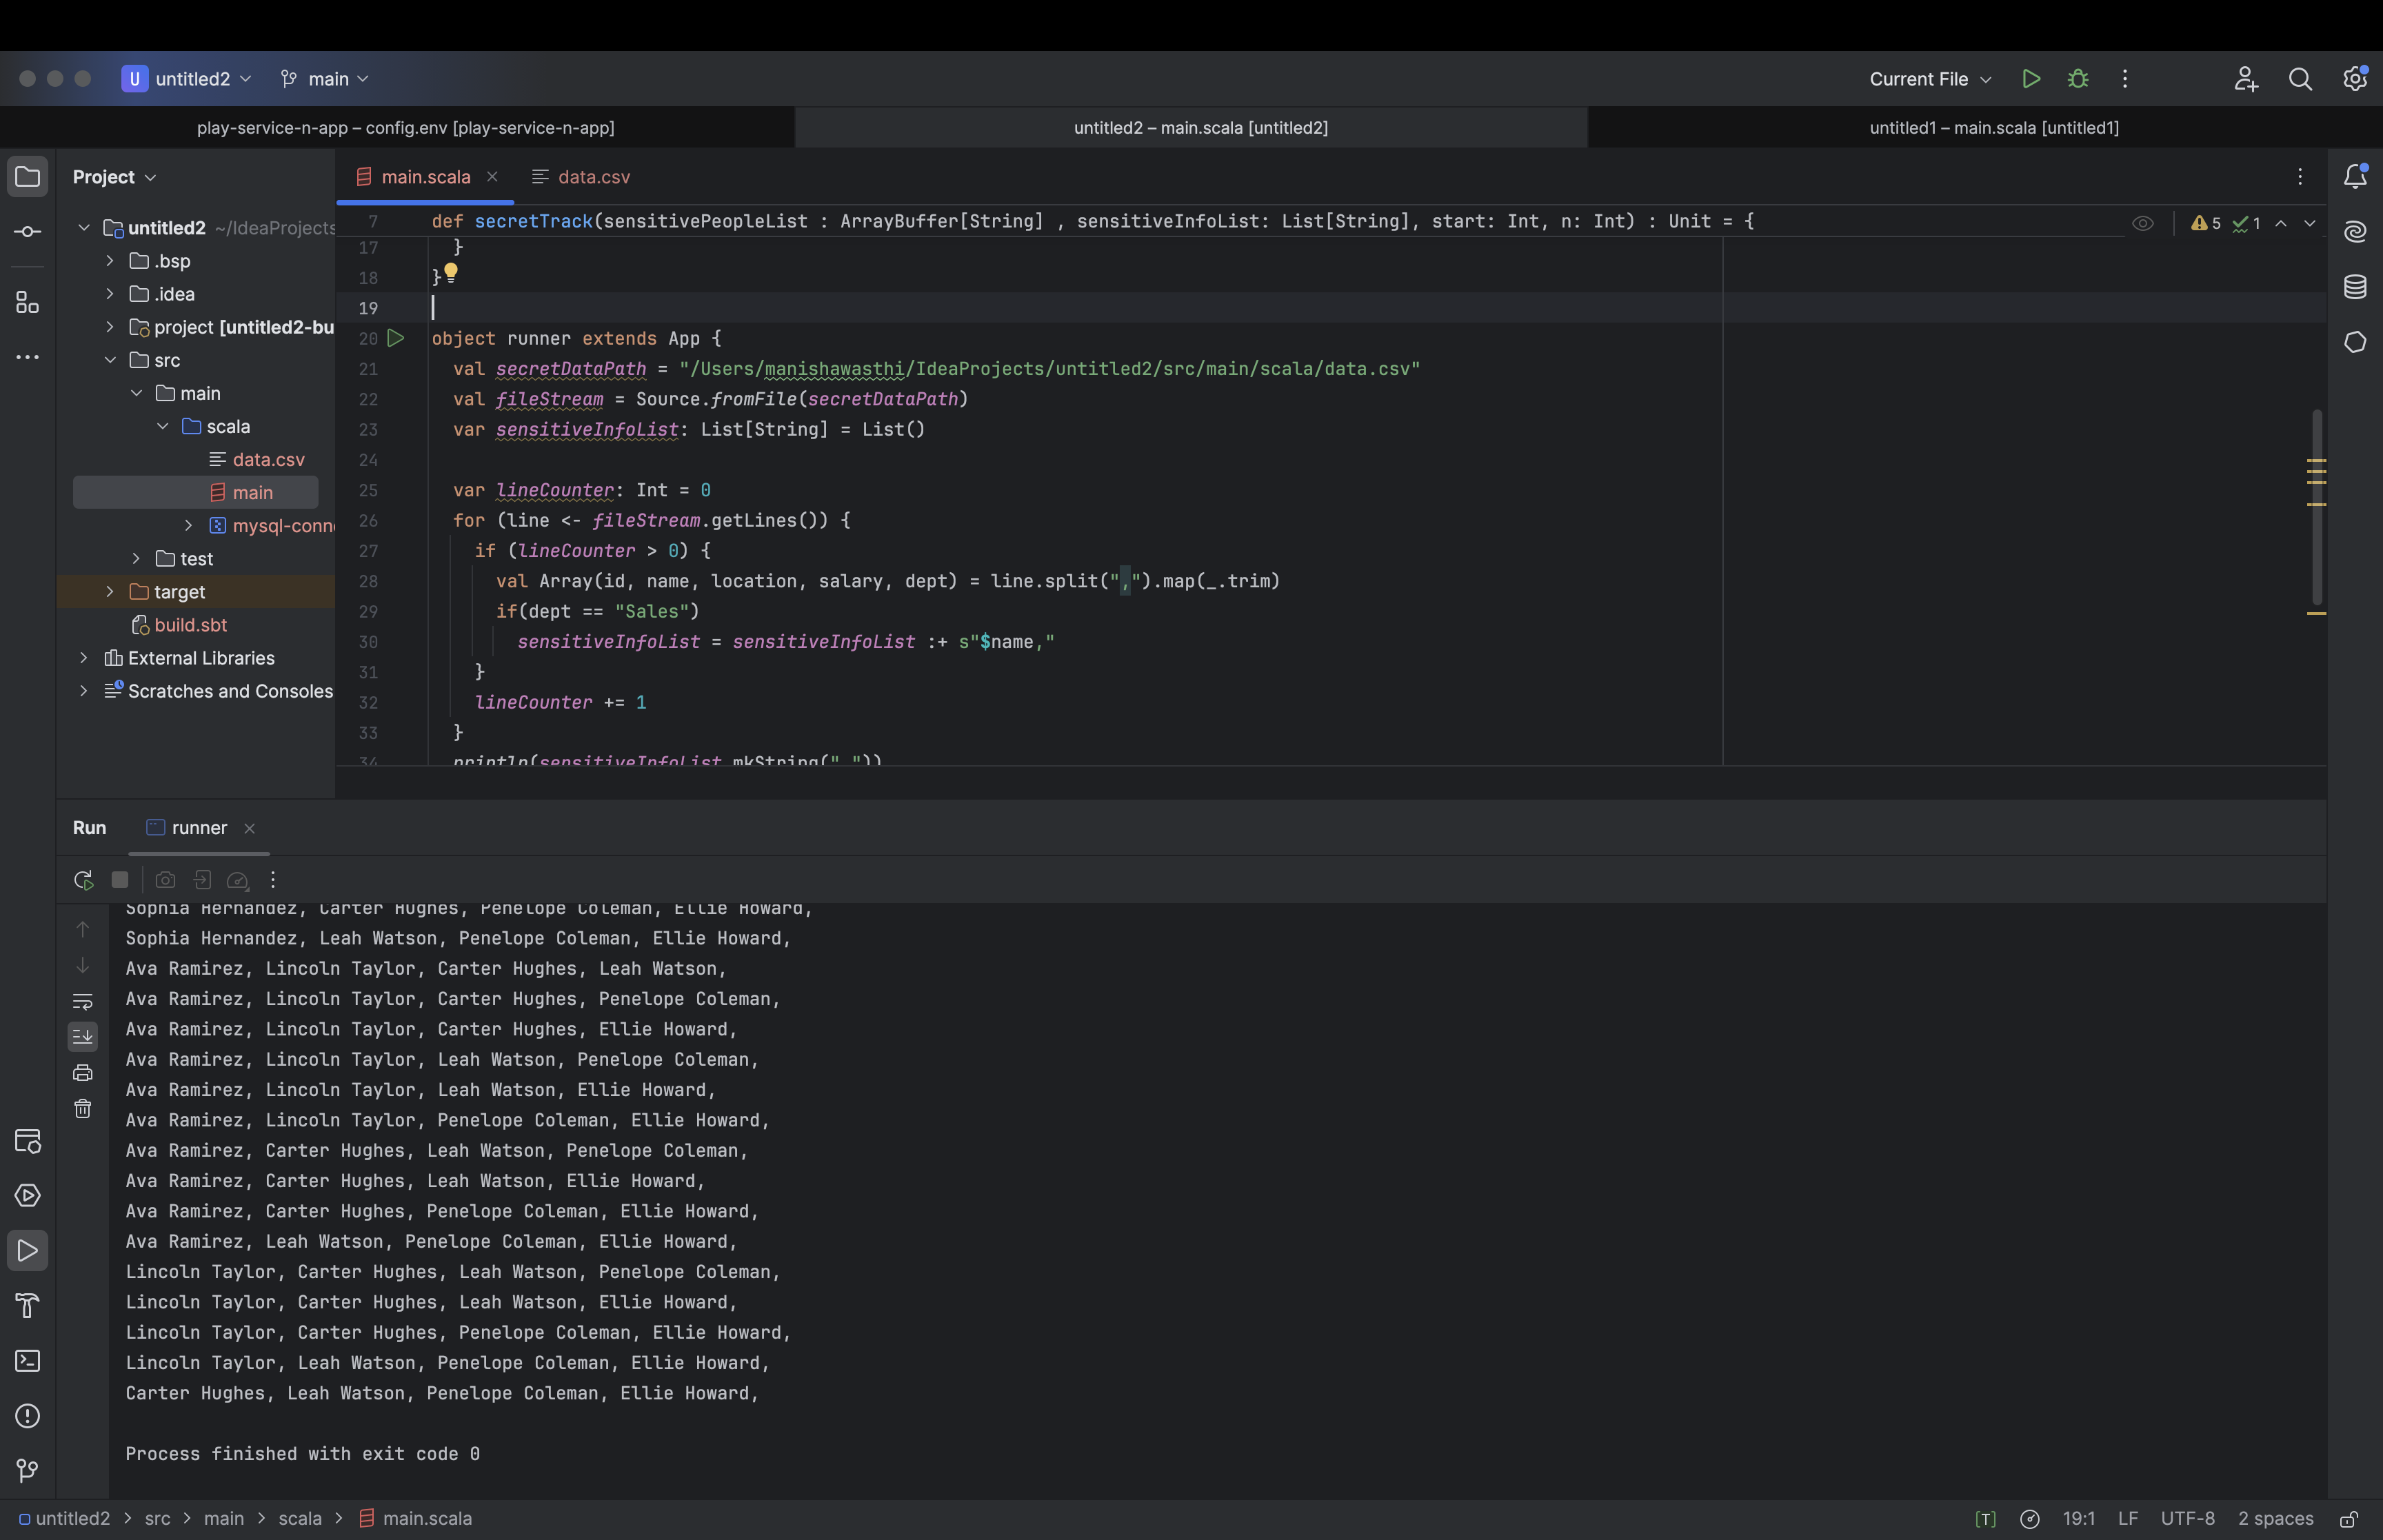 U untitled2 main Current File
play-service-n-app – config.env [play-service-n-app] untitled2 – main.scala [untitled2] untitled1 – main.scala [untitled1]
Project
untitled2 ~/IdeaProjects
.bsp
.idea
project [untitled2-bu
src
main
scala
data.csv
main
mysql-conn
test
target
build.sbt
External Libraries
Scratches and Consoles
main.scala data.csv
7 def secretTrack(sensitivePeopleList : ArrayBuffer[String] , sensitiveInfoList: List[String], start: Int, n: Int) : Unit = { 5 1
17 }
18 }
19
20 object runner extends App {
21 val secretDataPath = "/Users/manishawasthi/IdeaProjects/untitled2/src/main/scala/data.csv"
22 val fileStream = Source.fromFile(secretDataPath)
23 var sensitiveInfoList: List[String] = List()
24
25 var lineCounter: Int = 0
26 for (line <- fileStream.getLines()) {
27 if (lineCounter > 0) {
28 val Array(id, name, location, salary, dept) = line.split(",").map(_.trim)
29 if(dept == "Sales")
30 sensitiveInfoList = sensitiveInfoList :+ s"$name,"
31 }
32 lineCounter += 1
33 }
34 println(sensitiveInfoList.mkString(" "))
Run runner
Sophia Hernandez, Carter Hughes, Penelope Coleman, Ellie Howard,
Sophia Hernandez, Leah Watson, Penelope Coleman, Ellie Howard,
Ava Ramirez, Lincoln Taylor, Carter Hughes, Leah Watson,
Ava Ramirez, Lincoln Taylor, Carter Hughes, Penelope Coleman,
Ava Ramirez, Lincoln Taylor, Carter Hughes, Ellie Howard,
Ava Ramirez, Lincoln Taylor, Leah Watson, Penelope Coleman,
Ava Ramirez, Lincoln Taylor, Leah Watson, Ellie Howard,
Ava Ramirez, Lincoln Taylor, Penelope Coleman, Ellie Howard,
Ava Ramirez, Carter Hughes, Leah Watson, Penelope Coleman,
Ava Ramirez, Carter Hughes, Leah Watson, Ellie Howard,
Ava Ramirez, Carter Hughes, Penelope Coleman, Ellie Howard,
Ava Ramirez, Leah Watson, Penelope Coleman, Ellie Howard,
Lincoln Taylor, Carter Hughes, Leah Watson, Penelope Coleman,
Lincoln Taylor, Carter Hughes, Leah Watson, Ellie Howard,
Lincoln Taylor, Carter Hughes, Penelope Coleman, Ellie Howard,
Lincoln Taylor, Leah Watson, Penelope Coleman, Ellie Howard,
Carter Hughes, Leah Watson, Penelope Coleman, Ellie Howard,
Process finished with exit code 0
untitled2 > src > main > scala > main.scala [T] 19:1 LF UTF-8 2 spaces